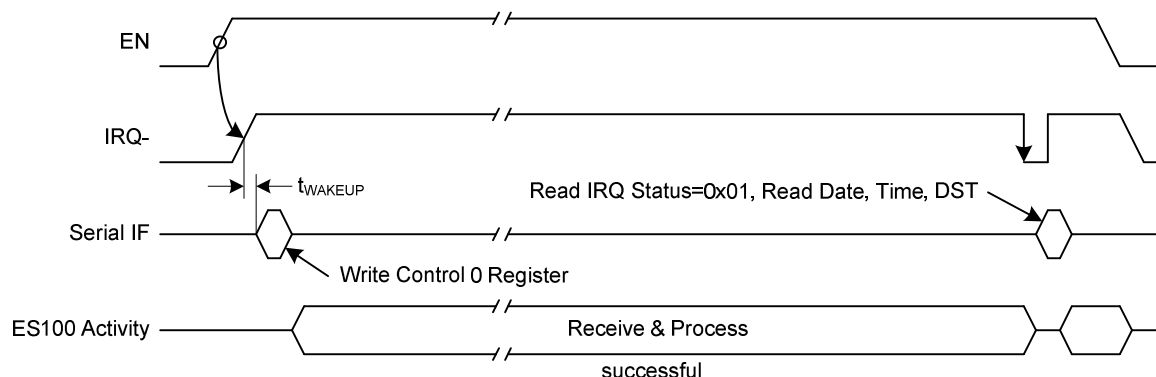 EN
IRQ-
tWAKEUP
Read IRQ Status=0x01, Read Date, Time, DST
Serial IF
Write Control 0 Register
ES100 Activity
Receive & Process
successful